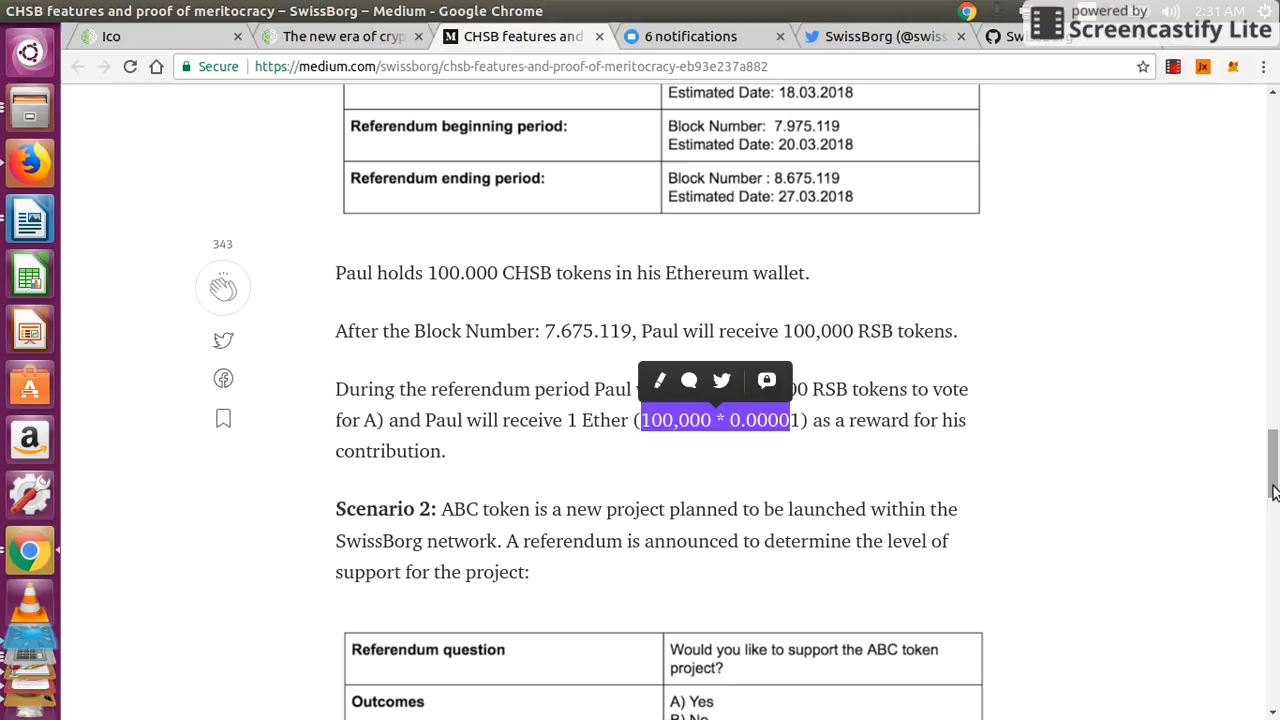 CHSB features and proof of meritocracy – SwissBorg – Medium - Google Chrome
2:31 AM
powered by
Screencastify Lite
Ico
The new era of cryp
CHSB features and
6 notifications
SwissBorg (@swiss
Swiss
Secure
https://medium.com/swissborg/chsb-features-and-proof-of-meritocracy-eb93e237a882
Estimated Date: 18.03.2018
Referendum beginning period:
Block Number: 7.975.119
Estimated Date: 20.03.2018
Referendum ending period:
Block Number : 8.675.119
Estimated Date: 27.03.2018
343
Paul holds 100.000 CHSB tokens in his Ethereum wallet.
After the Block Number: 7.675.119, Paul will receive 100,000 RSB tokens.
During the referendum period Paul RSB tokens to vote
for A) and Paul will receive 1 Ether (100,000 * 0.00001) as a reward for his
contribution.
Scenario 2: ABC token is a new project planned to be launched within the
SwissBorg network. A referendum is announced to determine the level of
support for the project:
Referendum question
Would you like to support the ABC token
project?
Outcomes
A) Yes
B) No